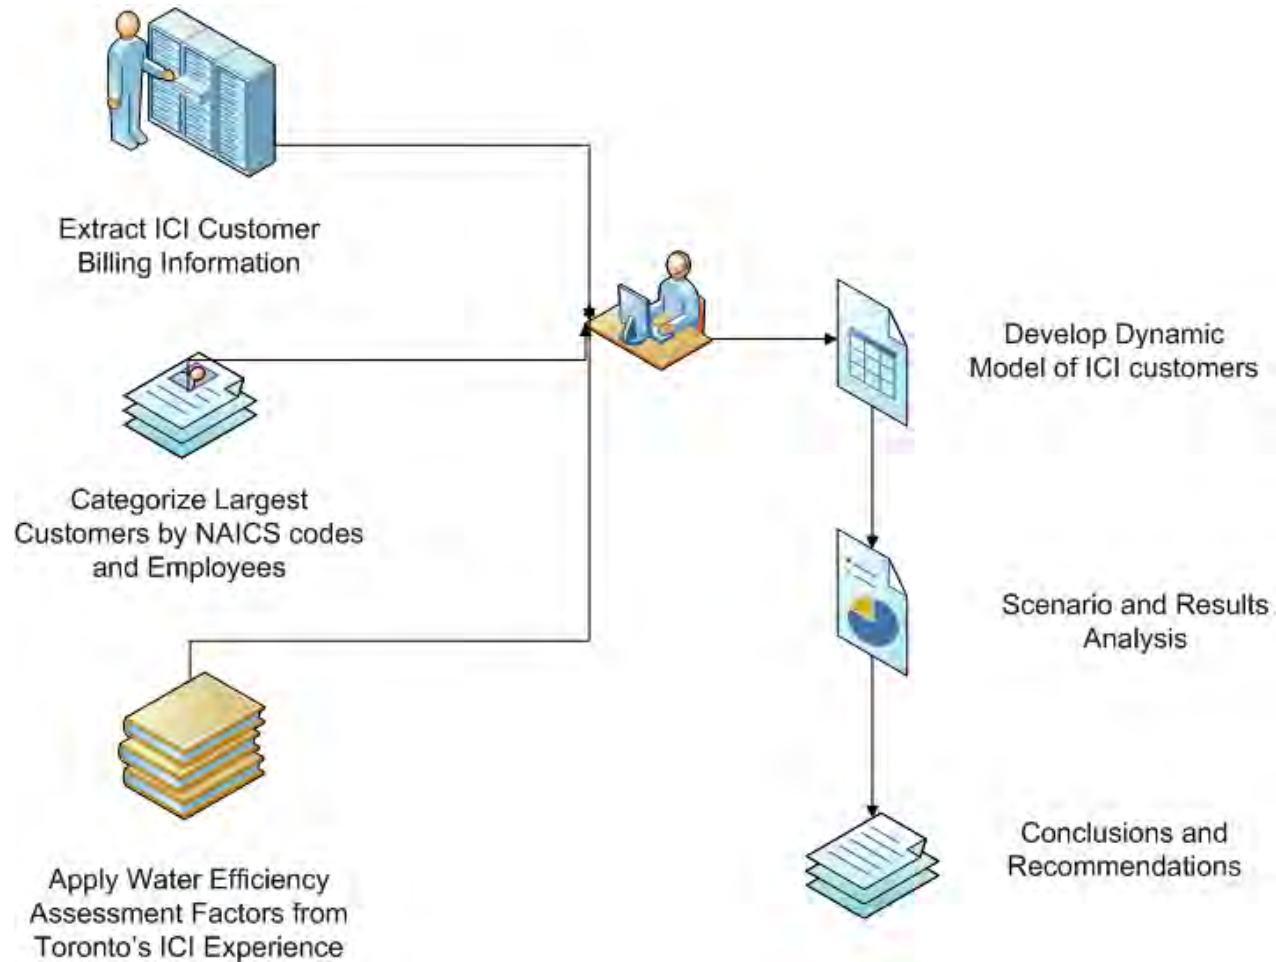 Extract ICI Customer
Billing Information
Categorize Largest
Customers by NAICS codes
and Employees
Apply Water Efficiency
Assessment Factors from
Toronto's ICI Experience
Develop Dynamic
Model of ICI customers
Scenario and Results
Analysis
Conclusions and
Recommendations